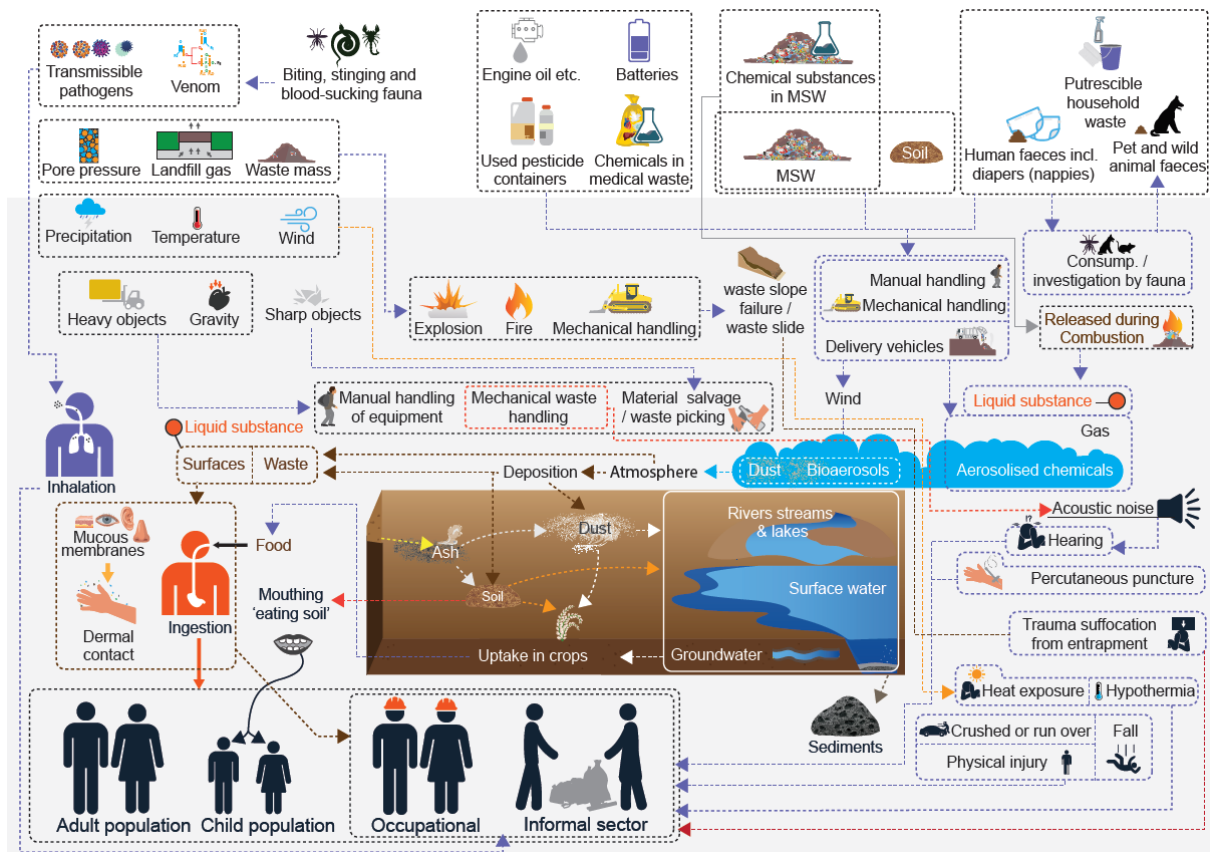 Transmissible
pathogens
Venom
Biting, stinging and
blood-sucking fauna
Engine oil etc.
Batteries
Used pesticide
containers
Chemicals in
medical waste
Chemical substances
in MSW
MSW
Soil
Putrescible
household
waste
Human faeces incl.
diapers (nappies)
Pet and wild
animal faeces
Pore pressure
Landfill gas
Waste mass
Precipitation
Temperature
Wind
Heavy objects
Gravity
Sharp objects
Explosion
Fire
Mechanical handling
waste slope
failure /
waste slide
Manual handling
Mechanical handling
Delivery vehicles
Consump. /
investigation by fauna
Released during
Combustion
Manual handling
of equipment
Mechanical waste
handling
Material salvage
/ waste picking
Wind
Liquid substance
Gas
Liquid substance
Surfaces
Waste
Deposition
Atmosphere
Dust
Bioaerosols
Aerosolised chemicals
Inhalation
Mucous
membranes
Dermal
contact
Ingestion
Food
Mouthing
‘eating soil’
Ash
Dust
Soil
Rivers streams
& lakes
Surface water
Uptake in crops
Groundwater
Sediments
Acoustic noise
Hearing
Percutaneous puncture
Trauma suffocation
from entrapment
Heat exposure
Hypothermia
Crushed or run over
Fall
Physical injury
Adult population
Child population
Occupational
Informal sector